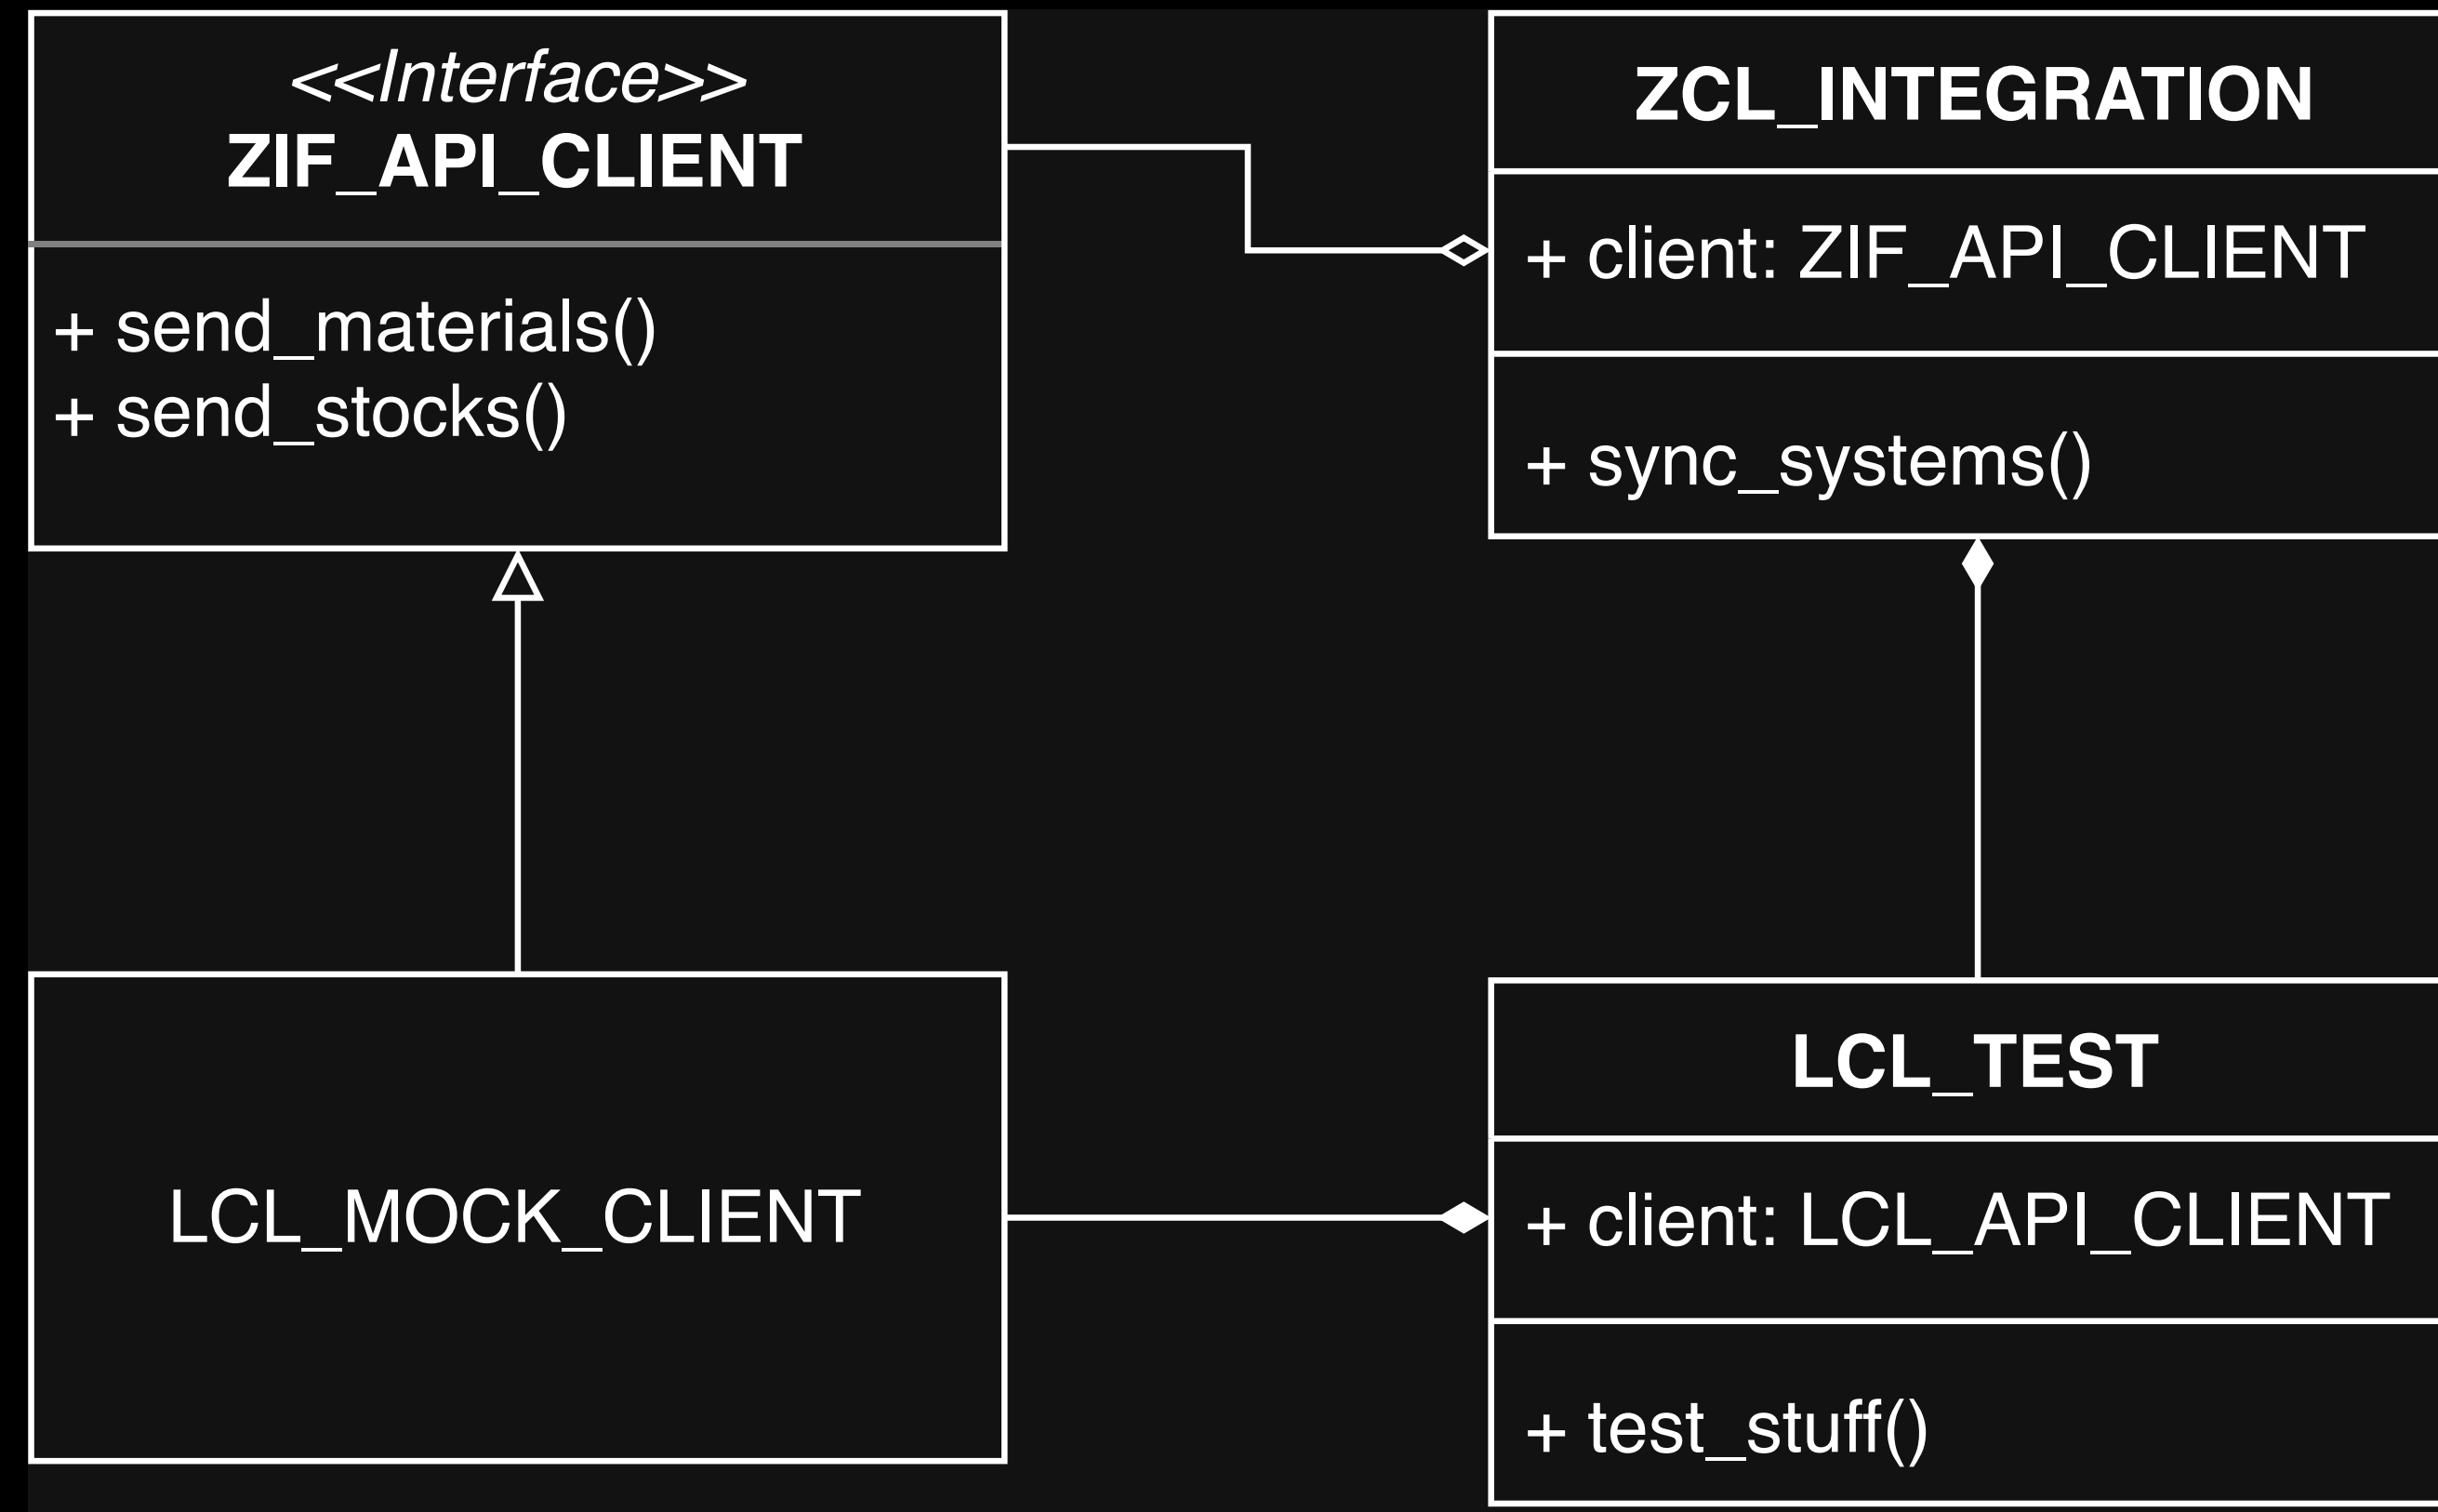 <<Interface>>
ZIF_API_CLIENT
+ send_materials()
+ send_stocks()
ZCL_INTEGRATION
+ client: ZIF_API_CLIENT
+ sync_systems()
LCL_MOCK_CLIENT
LCL_TEST
+ client: LCL_API_CLIENT
+ test_stuff()